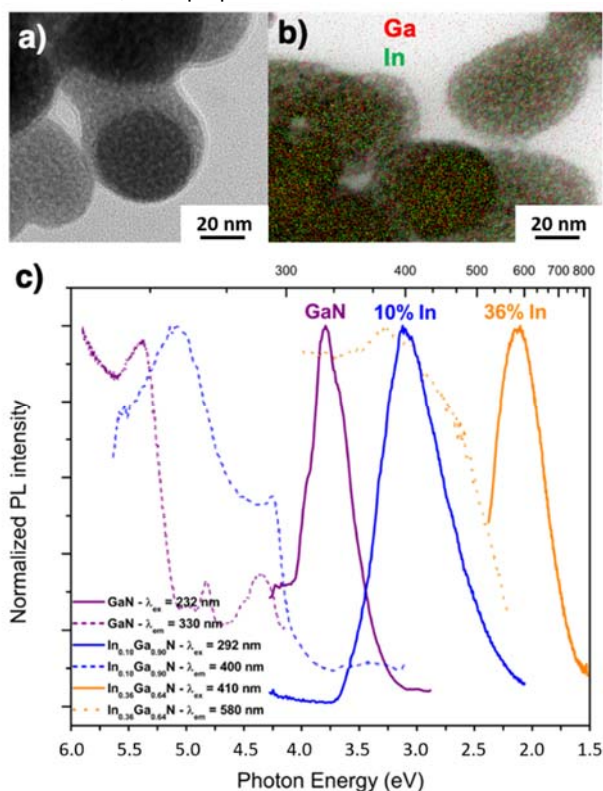 a)
20 nm
b)
Ga
In
20 nm
c)
300 400 500 600 700 800
GaN 10% In 36% In
Normalized PL intensity
GaN - λex = 232 nm
GaN - λem = 330 nm
In0.10Ga0.90N - λex = 292 nm
In0.10Ga0.90N - λem = 400 nm
In0.36Ga0.64N - λex = 410 nm
In0.36Ga0.64N - λem = 580 nm
6.0 5.5 5.0 4.5 4.0 3.5 3.0 2.5 2.0 1.5
Photon Energy (eV)